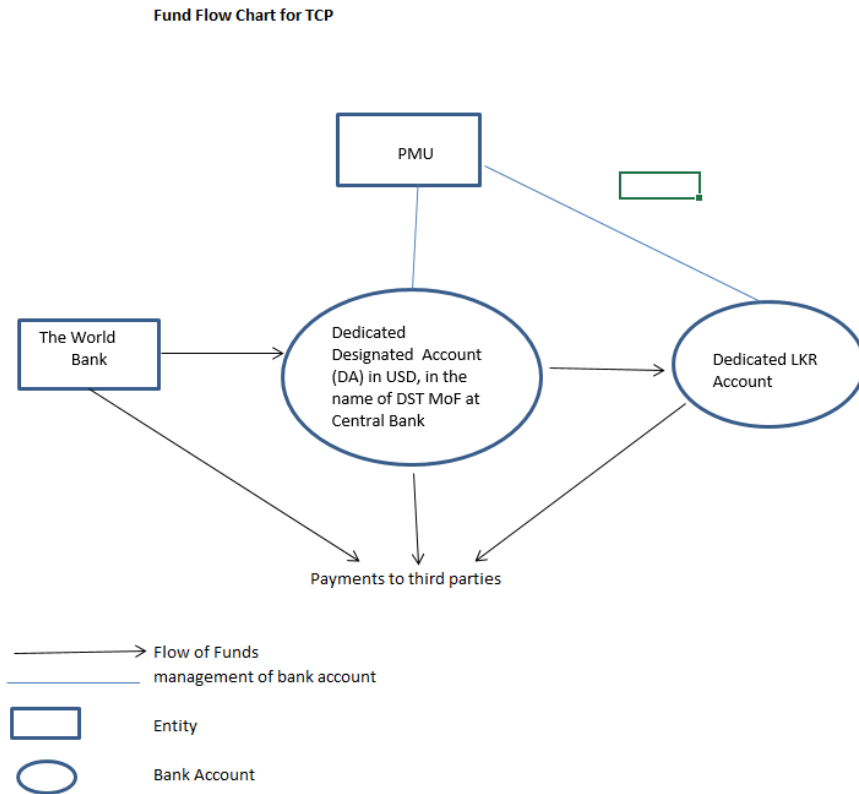 Fund Flow Chart for TCP
PMU
The World
Bank
Dedicated
Designated Account
(DA) in USD, in the
name of DST MoF at
Central Bank
Dedicated LKR
Account
Payments to third parties
Flow of Funds
management of bank account
Entity
Bank Account